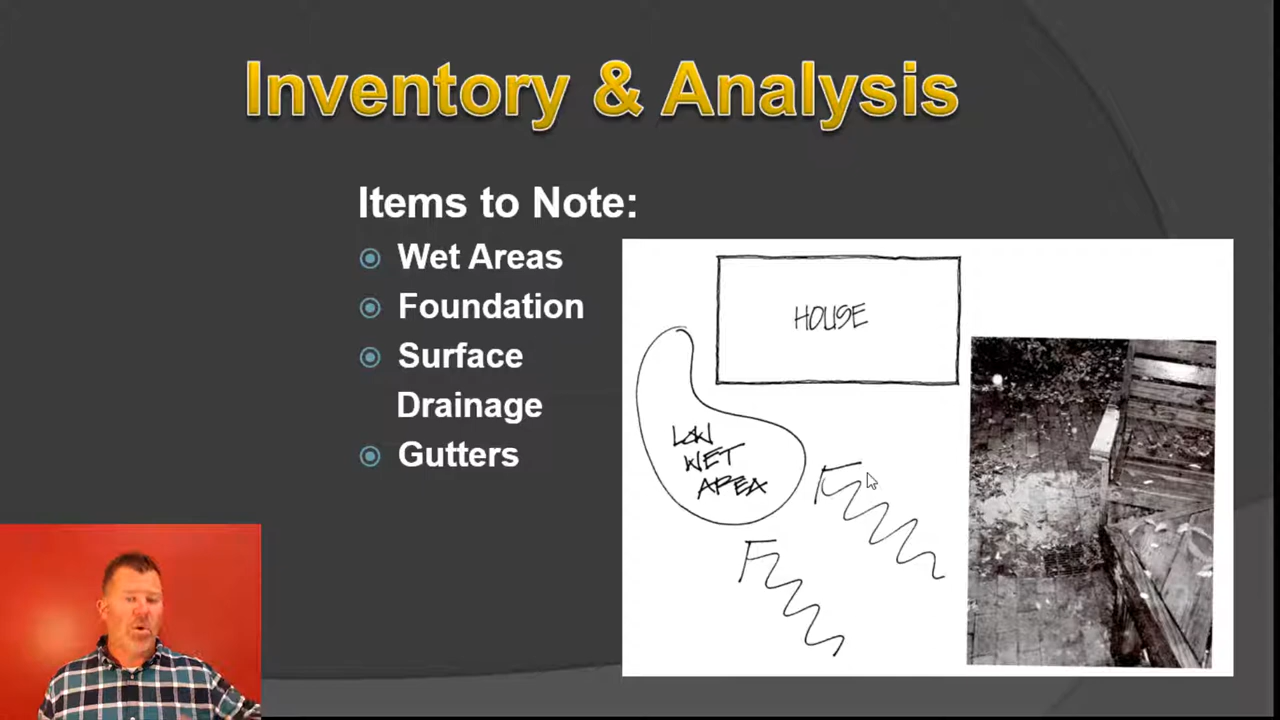 Inventory & Analysis
Items to Note:
Wet Areas
Foundation
Surface
Drainage
Gutters
HOUSE
LOW
WET
AREA